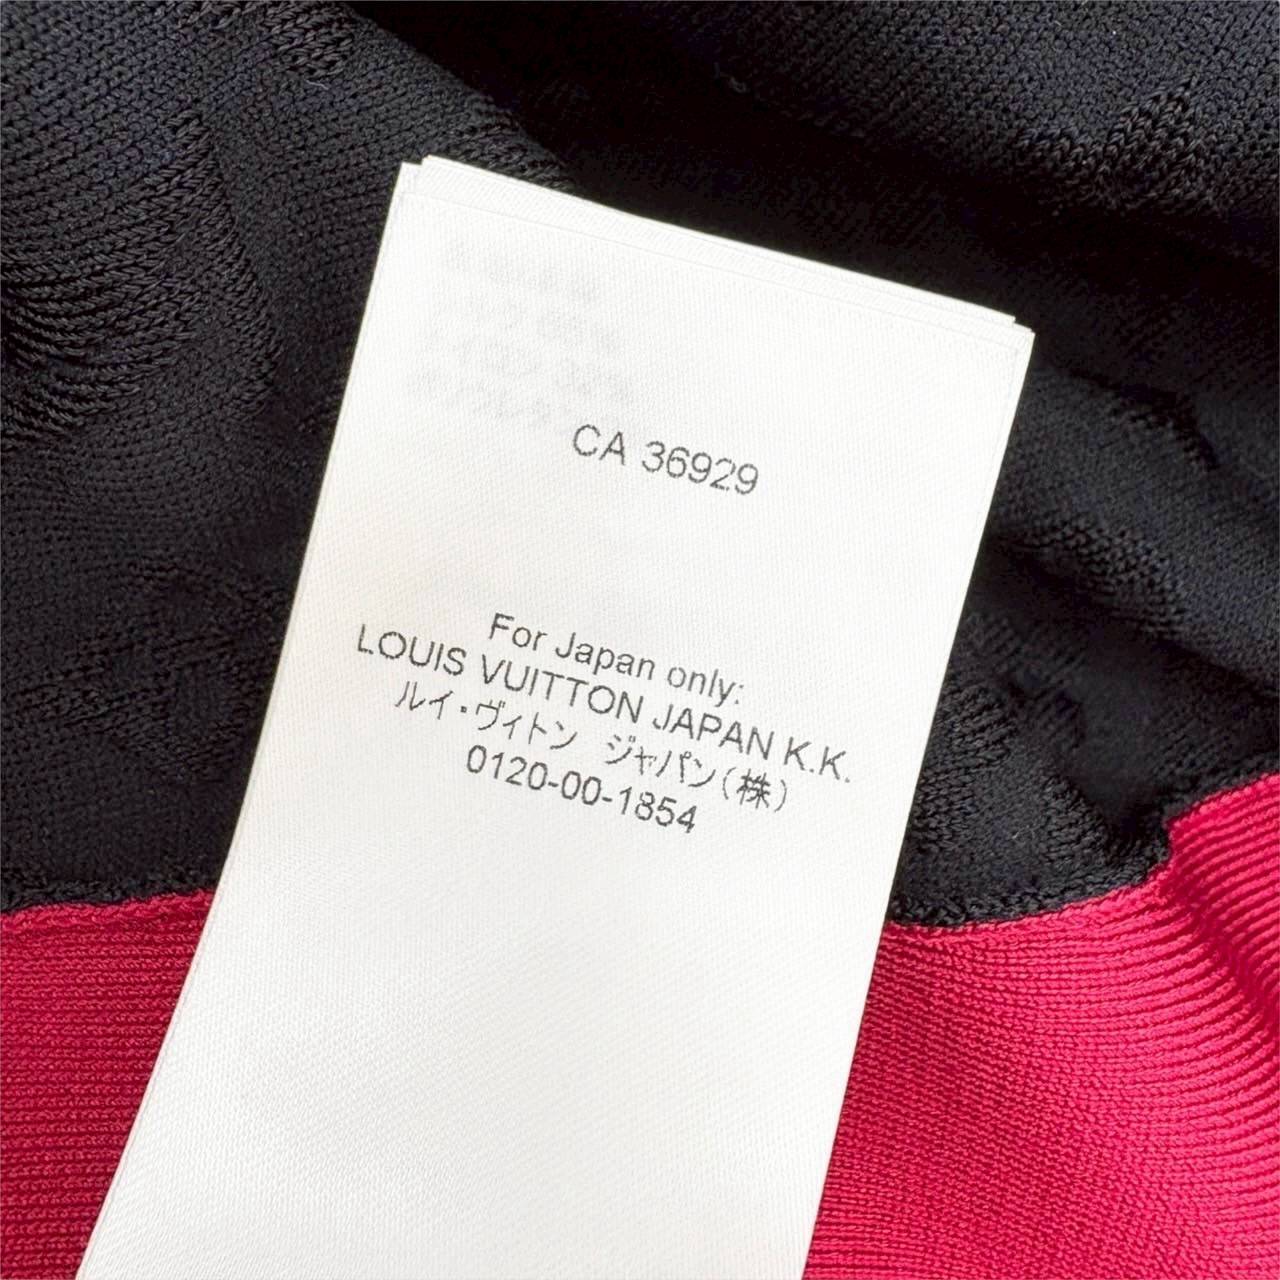 CA 36929
For Japan only:
LOUIS VUITTON JAPAN K.K.
ルイ・ヴィトン ジャパン(株)
0120-00-1854